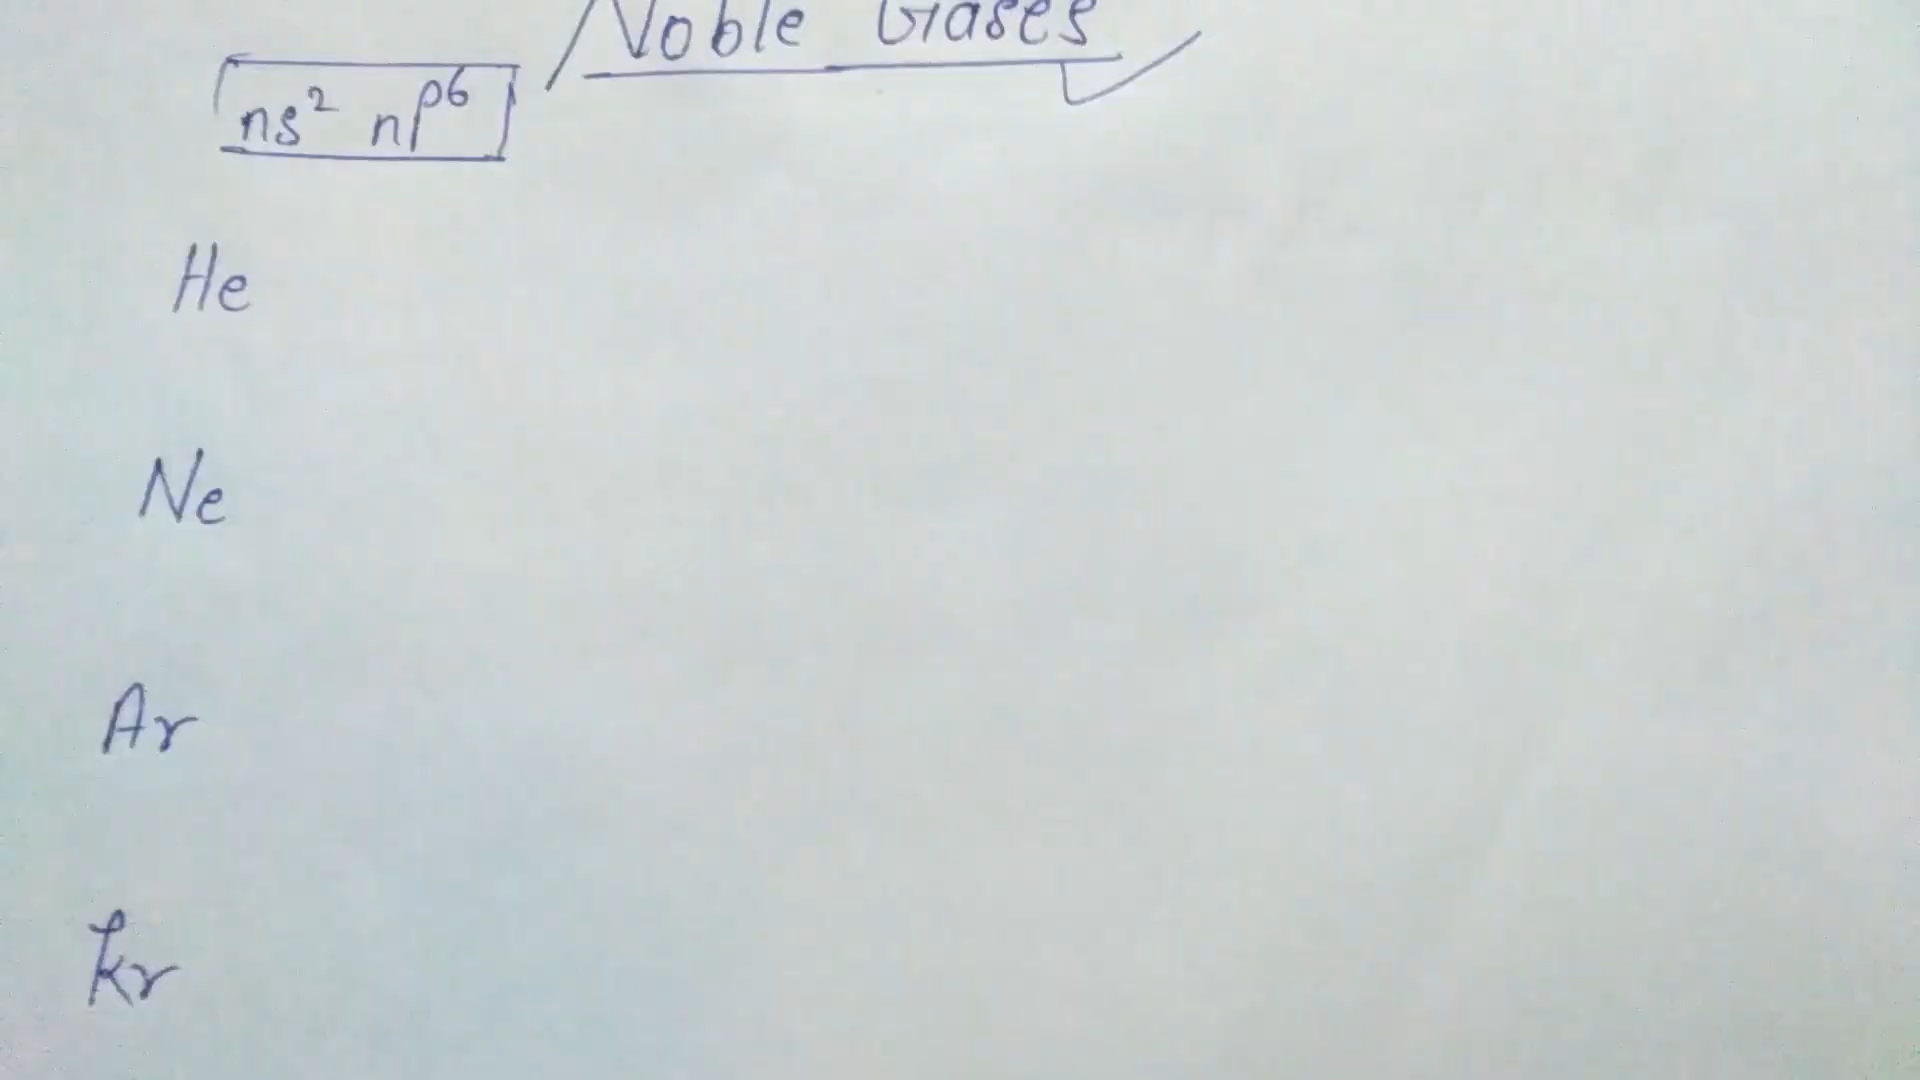 Noble Gases
ns² np⁶
He
Ne
Ar
Kr